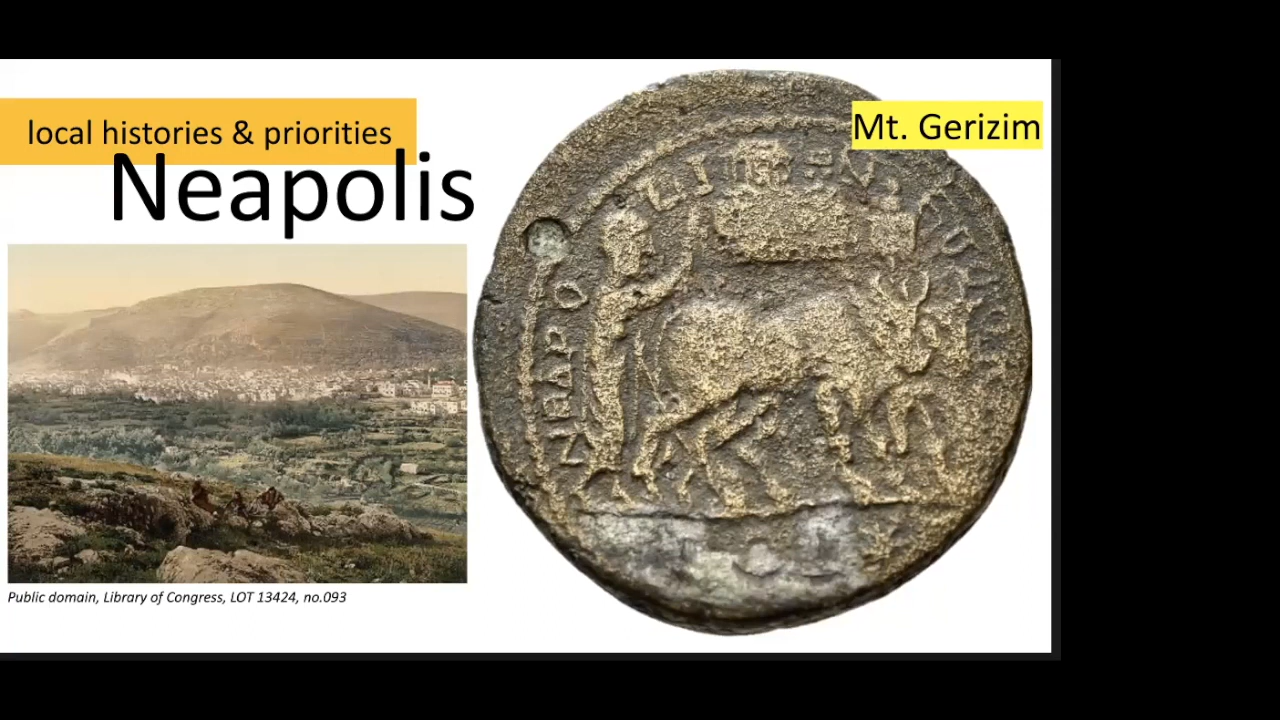 local histories & priorities
Neapolis
Mt. Gerizim
Public domain, Library of Congress, LOT 13424, no.093